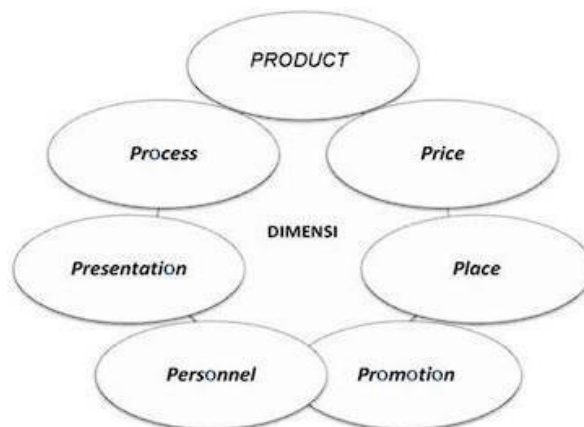 PRODUCT
Process
Price
DIMENSI
Presentation
Place
Personnel
Promotion